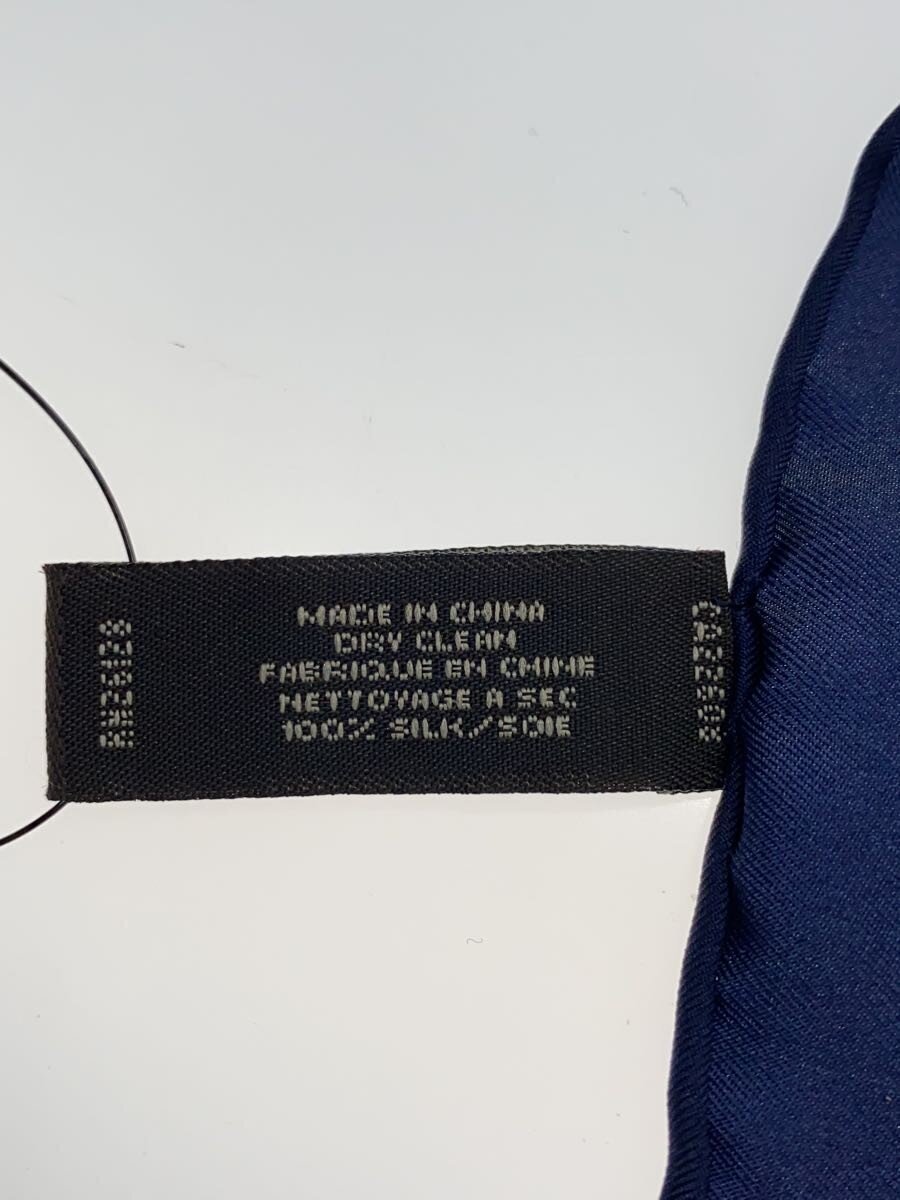 MADE IN CHINA
DRY CLEAN
FABRIQUE EN CHINE
NETTOYAGE A SEC
100% SILK/SOIE